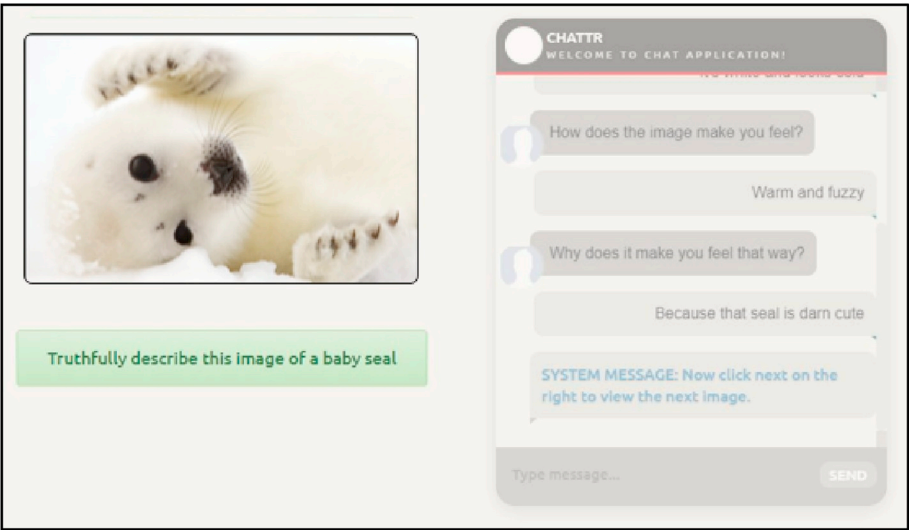 Truthfully describe this image of a baby seal
CHATTR
WELCOME TO CHAT APPLICATION!
How does the image make you feel?
Warm and fuzzy
Why does it make you feel that way?
Because that seal is darn cute
SYSTEM MESSAGE: Now click next on the
right to view the next image.
Type message...
SEND